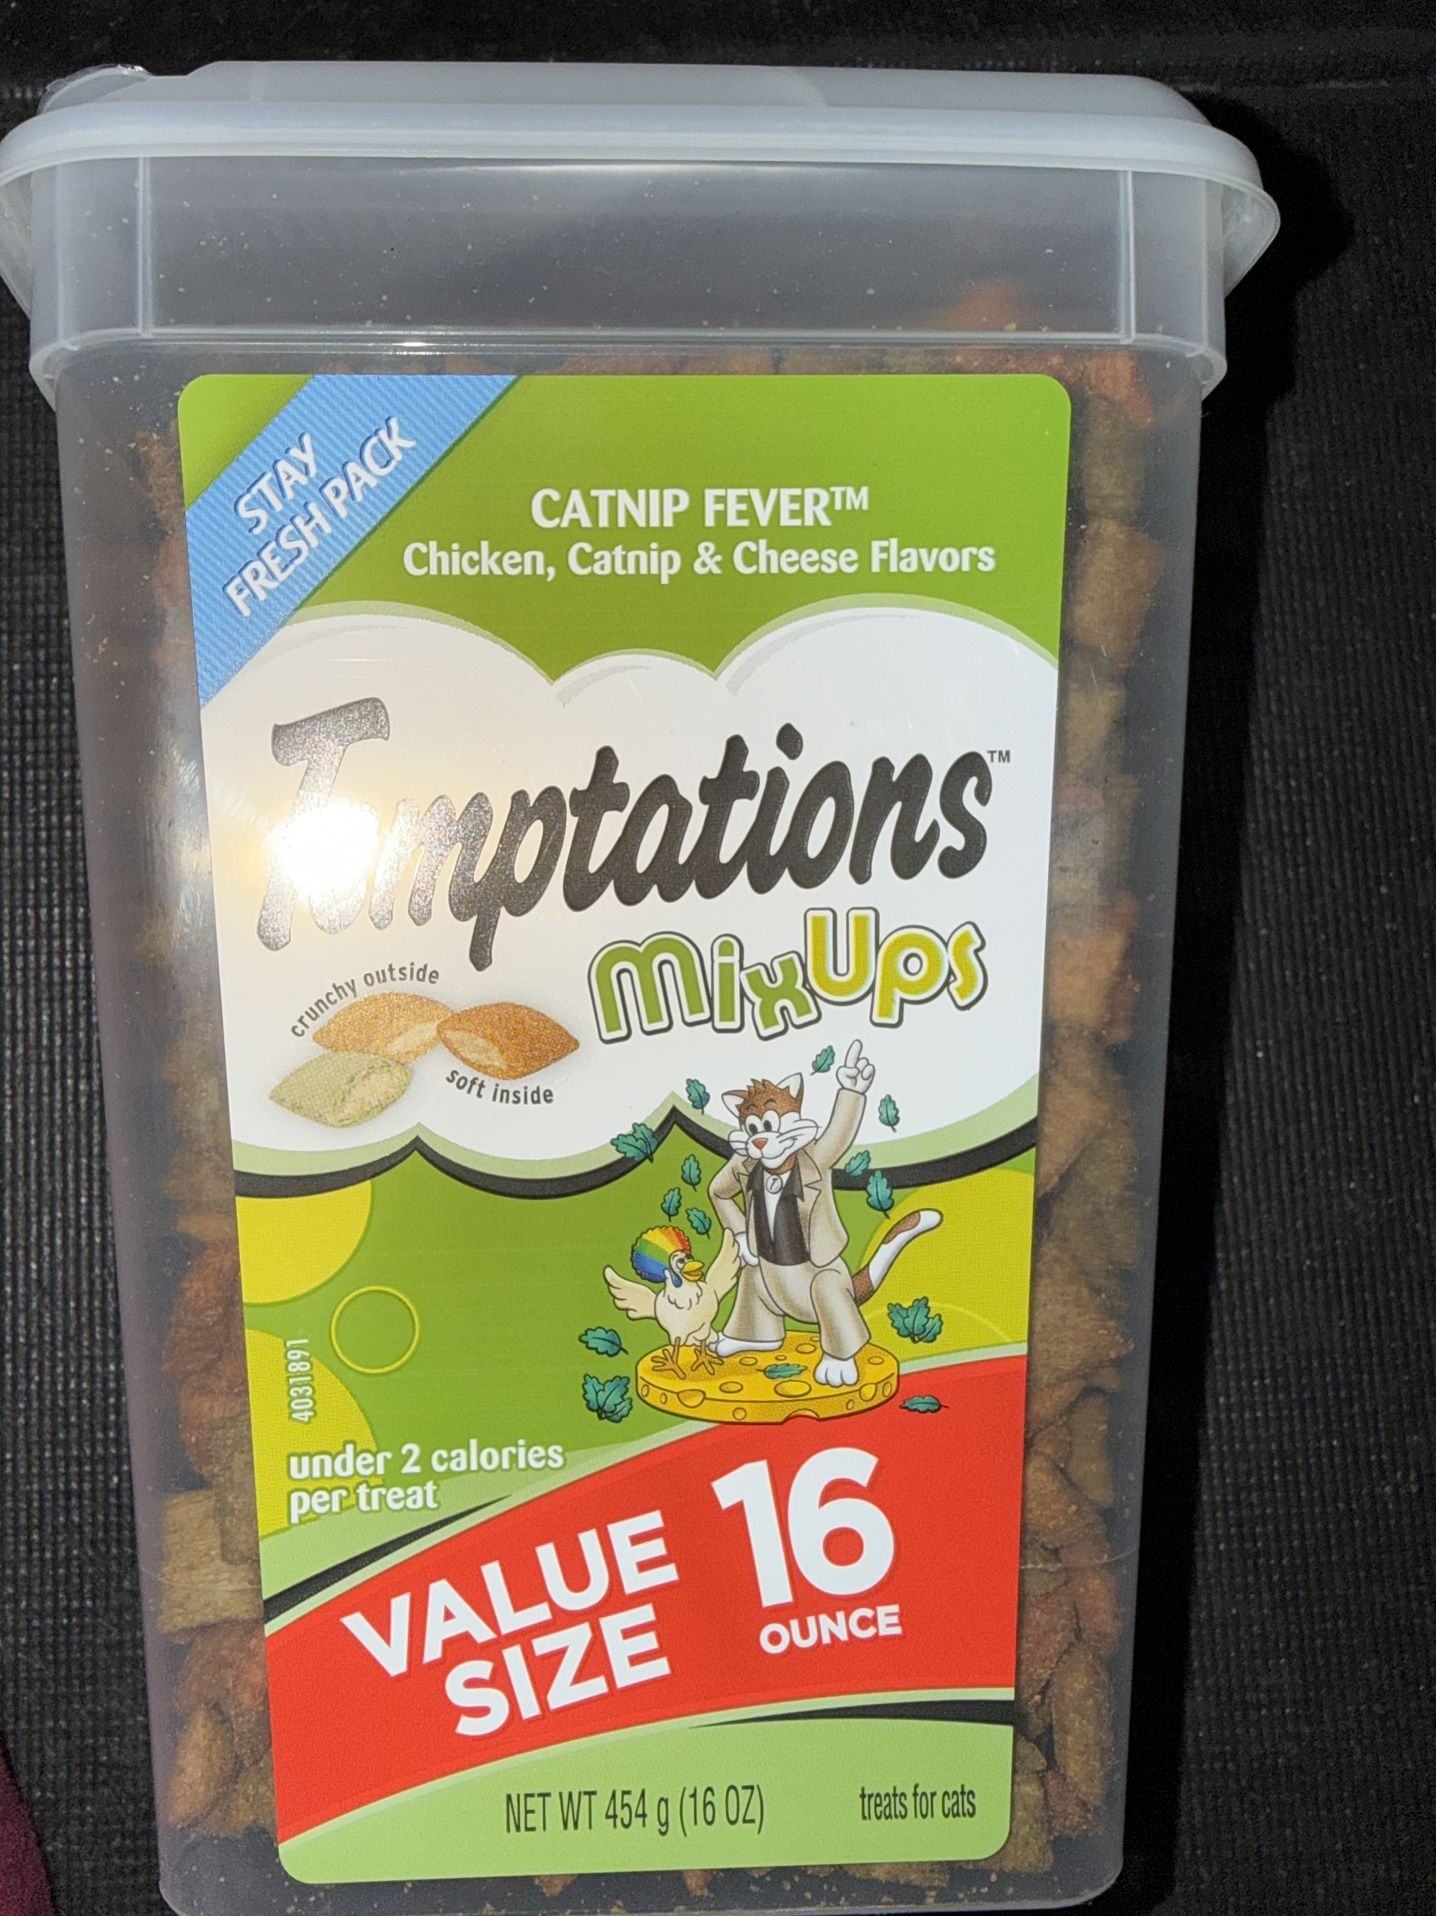 STAY
FRESH PACK
CATNIP FEVER™
Chicken, Catnip & Cheese Flavors
Temptations™
MixUps
crunchy outside
soft inside
4031891
under 2 calories
per treat
VALUE
SIZE
16
OUNCE
NET WT 454 g (16 OZ)
treats for cats